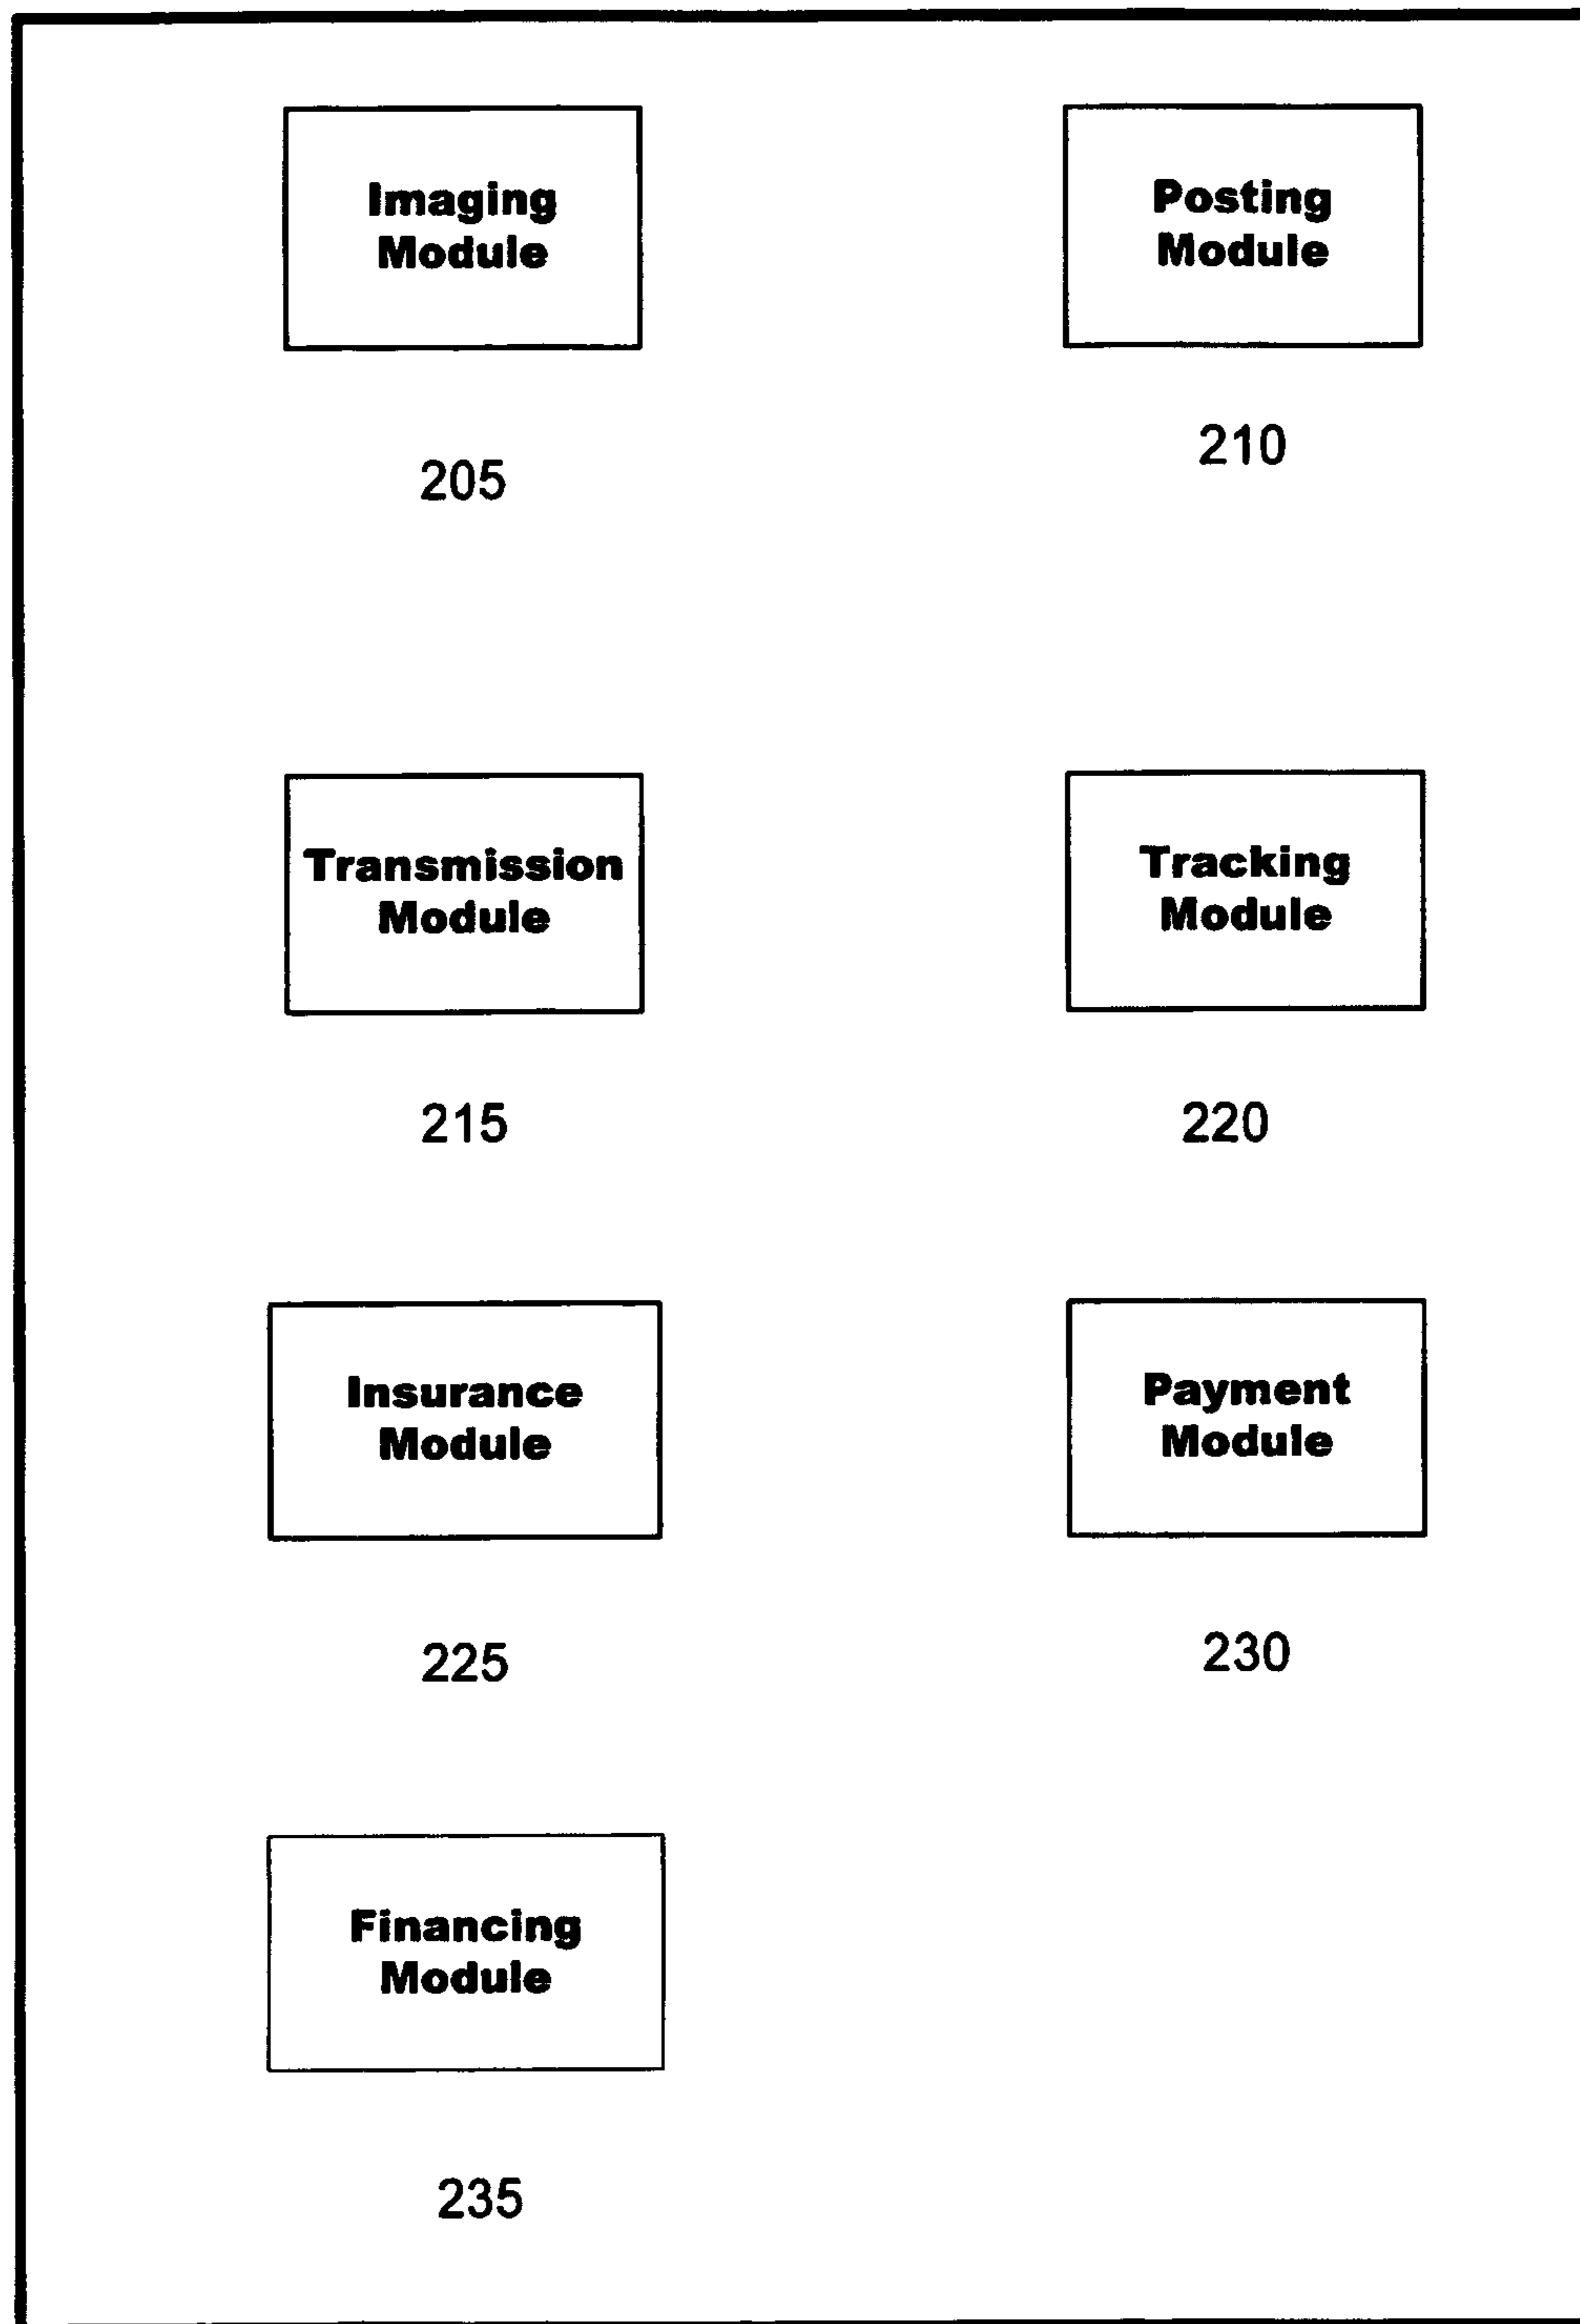 Imaging
Module
205
Posting
Module
210
Transmission
Module
215
Tracking
Module
220
Insurance
Module
225
Payment
Module
230
Financing
Module
235